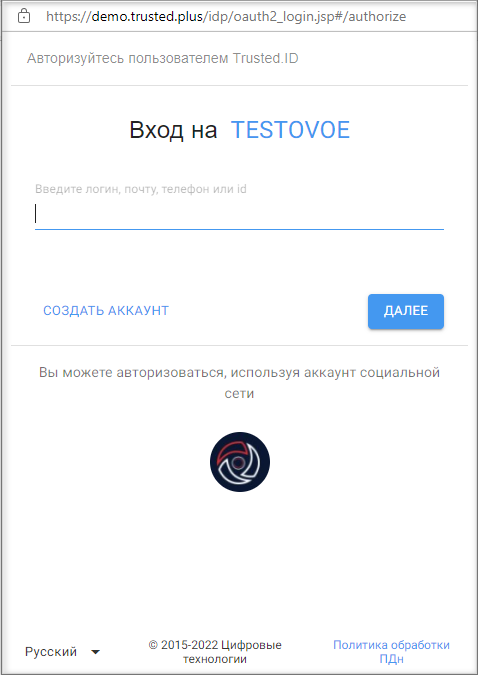 https://demo.trusted.plus/idp/oauth2_login.jsp#/authorize
Авторизуйтесь пользователем Trusted.ID
Вход на TESTOVOE
Введите логин, почту, телефон или id
СОЗДАТЬ АККАУНТ ДАЛЕЕ
Вы можете авторизоваться, используя аккаунт социальной
сети
Русский
© 2015-2022 Цифровые
технологии
Политика обработки
ПДн